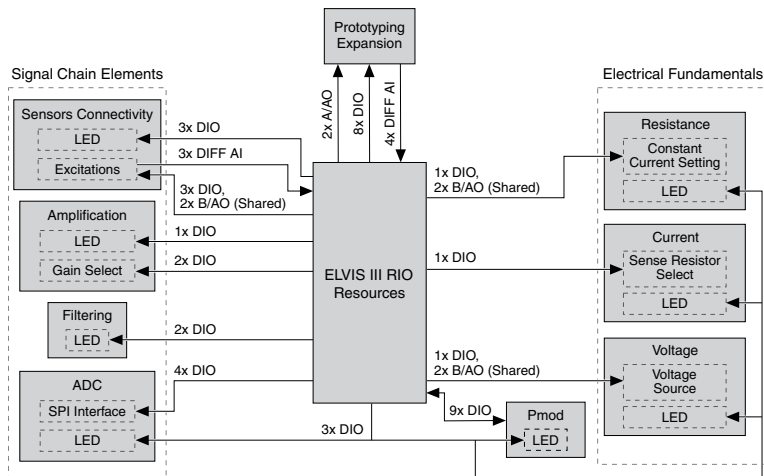 Prototyping
Expansion
Signal Chain Elements
Electrical Fundamentals
2x A/AO
8x DIO
4x DIFF AI
Sensors Connectivity
LED
Excitations
3x DIO
3x DIFF AI
3x DIO,
2x B/AO (Shared)
Amplification
LED
Gain Select
1x DIO
2x DIO
Filtering
LED
2x DIO
ADC
SPI Interface
LED
4x DIO
3x DIO
ELVIS III RIO
Resources
1x DIO,
2x B/AO (Shared)
Resistance
Constant
Current Setting
LED
1x DIO
Current
Sense Resistor
Select
LED
1x DIO,
2x B/AO (Shared)
Voltage
Voltage
Source
LED
9x DIO
Pmod
LED